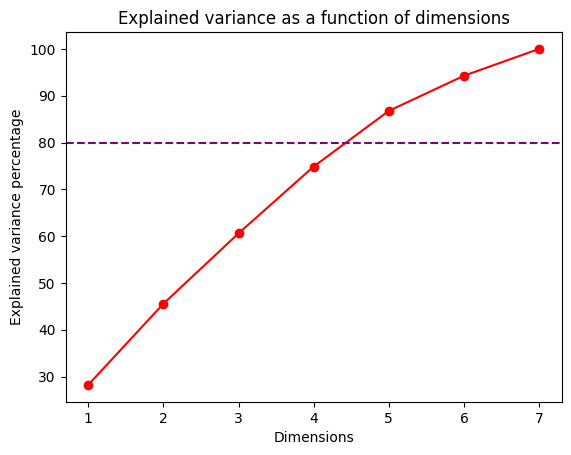 Explained variance as a function of dimensions
Explained variance percentage
100
90
80
70
60
50
40
30
1 2 3 4 5 6 7
Dimensions